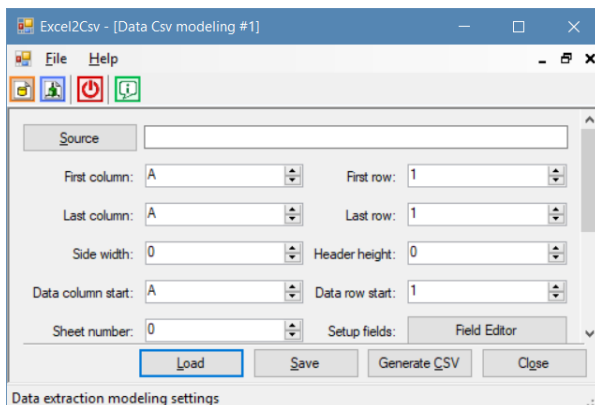 Excel2Csv - [Data Csv modeling #1]
File Help
Source
First column: A First row: 1
Last column: A Last row: 1
Side width: 0 Header height: 0
Data column start: A Data row start: 1
Sheet number: 0 Setup fields: Field Editor
Load Save Generate CSV Close
Data extraction modeling settings